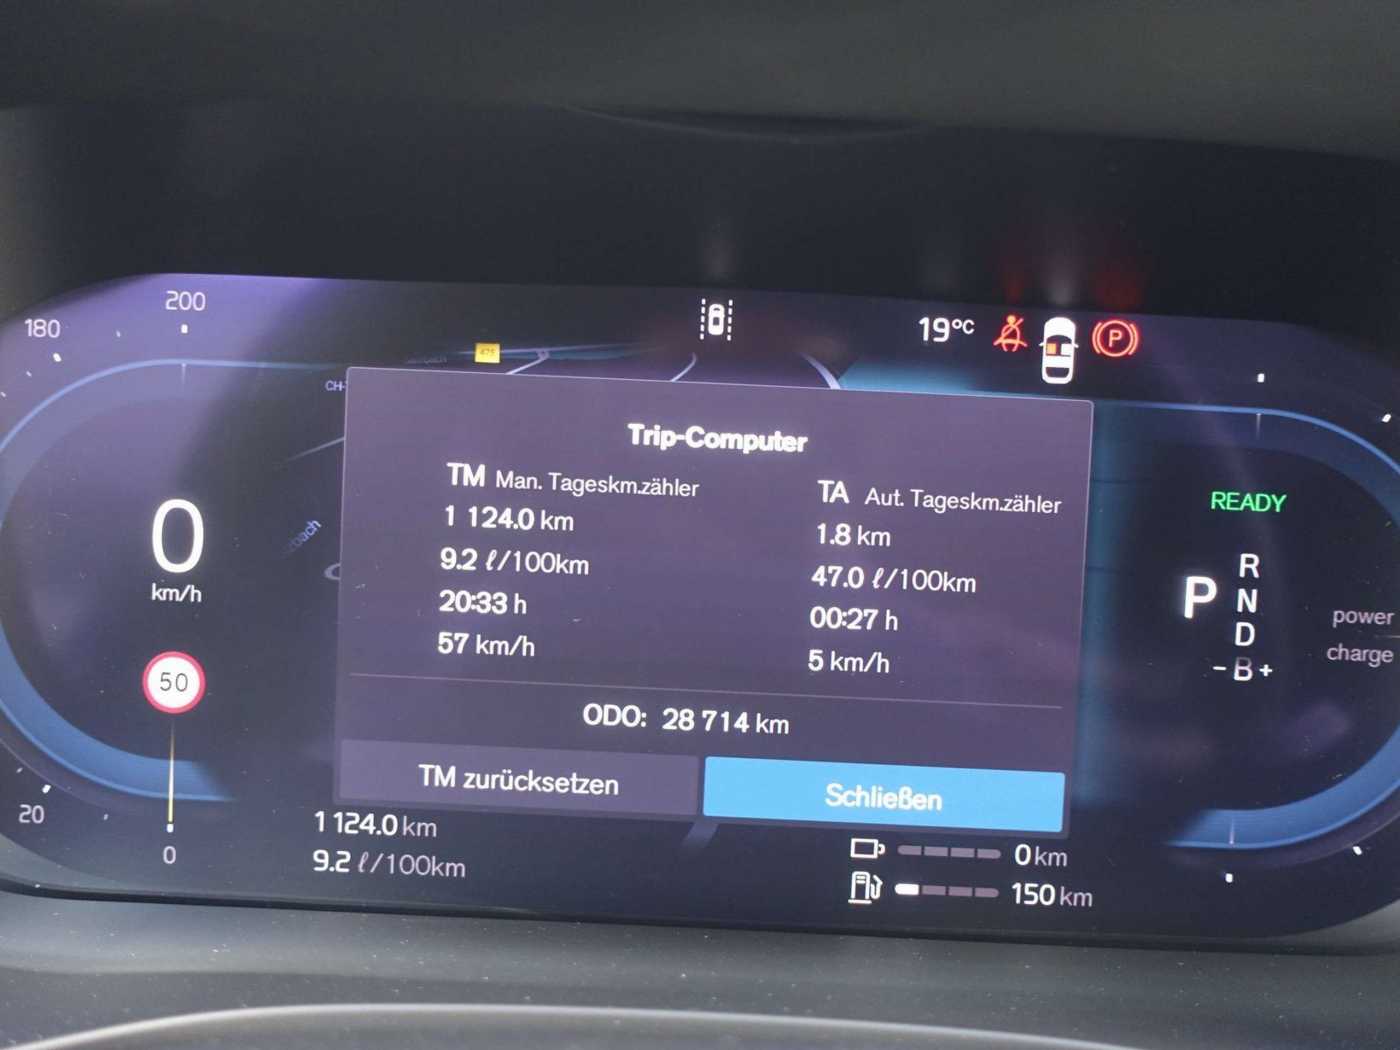 200
180
475
19°C
P
CH-
Trip-Computer
TM Man. Tageskm.zähler
1 124.0 km
9.2 ℓ/100km
20:33 h
57 km/h
TA Aut. Tageskm.zähler
1.8 km
47.0 ℓ/100km
00:27 h
5 km/h
ODO: 28 714 km
TM zurücksetzen
Schließen
0
km/h
50
20
0
1 124.0 km
9.2 ℓ/100km
0 km
150 km
READY
P
R
N
D
- B +
power
charge